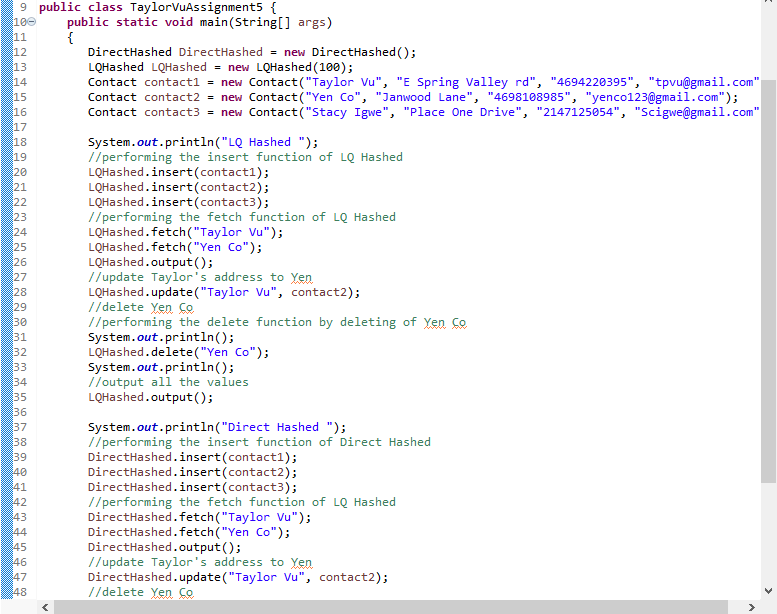 9 public class TaylorVuAssignment5 {
10 public static void main(String[] args)
11 {
12 DirectHashed DirectHashed = new DirectHashed();
13 LQHashed LQHashed = new LQHashed(100);
14 Contact contact1 = new Contact("Taylor Vu", "E Spring Valley rd", "4694220395", "tpvu@gmail.com"
15 Contact contact2 = new Contact("Yen Co", "Janwood Lane", "4698108985", "yenco123@gmail.com");
16 Contact contact3 = new Contact("Stacy Igwe", "Place One Drive", "2147125054", "Scigwe@gmail.com"
17
18 System.out.println("LQ Hashed ");
19 //performing the insert function of LQ Hashed
20 LQHashed.insert(contact1);
21 LQHashed.insert(contact2);
22 LQHashed.insert(contact3);
23 //performing the fetch function of LQ Hashed
24 LQHashed.fetch("Taylor Vu");
25 LQHashed.fetch("Yen Co");
26 LQHashed.output();
27 //update Taylor's address to Yen
28 LQHashed.update("Taylor Vu", contact2);
29 //delete Yen Co
30 //performing the delete function by deleting of Yen Co
31 System.out.println();
32 LQHashed.delete("Yen Co");
33 System.out.println();
34 //output all the values
35 LQHashed.output();
36
37 System.out.println("Direct Hashed ");
38 //performing the insert function of Direct Hashed
39 DirectHashed.insert(contact1);
40 DirectHashed.insert(contact2);
41 DirectHashed.insert(contact3);
42 //performing the fetch function of LQ Hashed
43 DirectHashed.fetch("Taylor Vu");
44 DirectHashed.fetch("Yen Co");
45 DirectHashed.output();
46 //update Taylor's address to Yen
47 DirectHashed.update("Taylor Vu", contact2);
48 //delete Yen Co